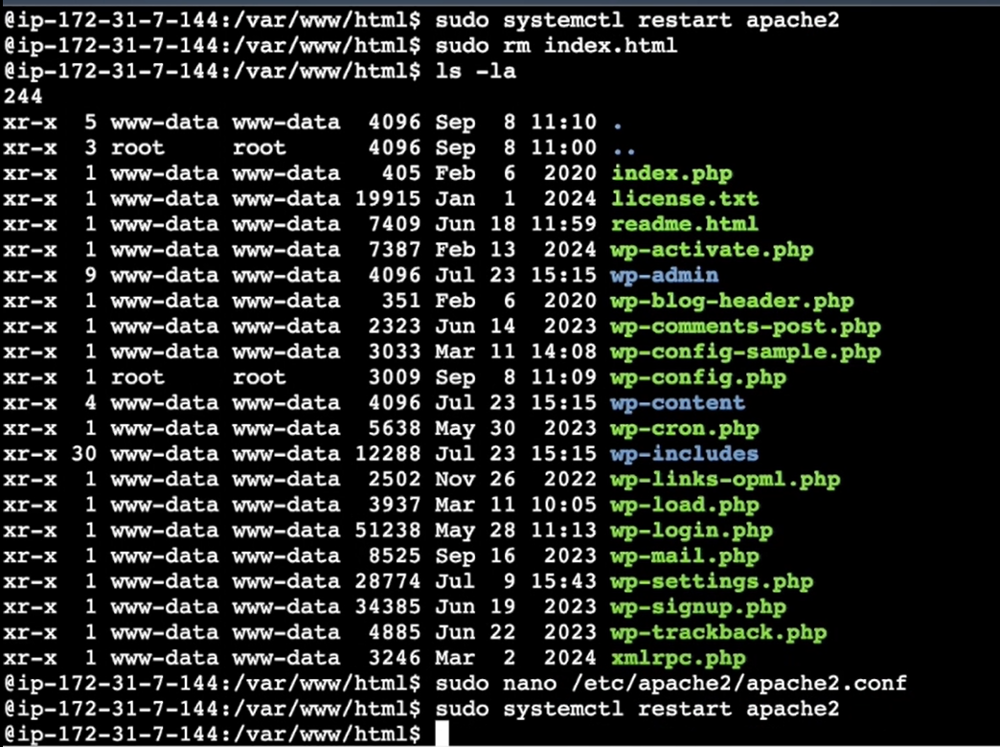 @ip-172-31-7-144:/var/www/html$ sudo systemctl restart apache2
@ip-172-31-7-144:/var/www/html$ sudo rm index.html
@ip-172-31-7-144:/var/www/html$ ls -la
244
xr-x  5 www-data www-data  4096 Sep  8 11:10 .
xr-x  3 root     root      4096 Sep  8 11:00 ..
xr-x  1 www-data www-data   405 Feb  6  2020 index.php
xr-x  1 www-data www-data 19915 Jan  1  2024 license.txt
xr-x  1 www-data www-data  7409 Jun 18 11:59 readme.html
xr-x  1 www-data www-data  7387 Feb 13  2024 wp-activate.php
xr-x  9 www-data www-data  4096 Jul 23 15:15 wp-admin
xr-x  1 www-data www-data   351 Feb  6  2020 wp-blog-header.php
xr-x  1 www-data www-data  2323 Jun 14  2023 wp-comments-post.php
xr-x  1 www-data www-data  3033 Mar 11 14:08 wp-config-sample.php
xr-x  1 root     root      3009 Sep  8 11:09 wp-config.php
xr-x  4 www-data www-data  4096 Jul 23 15:15 wp-content
xr-x  1 www-data www-data  5638 May 30  2023 wp-cron.php
xr-x 30 www-data www-data 12288 Jul 23 15:15 wp-includes
xr-x  1 www-data www-data  2502 Nov 26  2022 wp-links-opml.php
xr-x  1 www-data www-data  3937 Mar 11 10:05 wp-load.php
xr-x  1 www-data www-data 51238 May 28 11:13 wp-login.php
xr-x  1 www-data www-data  8525 Sep 16  2023 wp-mail.php
xr-x  1 www-data www-data 28774 Jul  9 15:43 wp-settings.php
xr-x  1 www-data www-data 34385 Jun 19  2023 wp-signup.php
xr-x  1 www-data www-data  4885 Jun 22  2023 wp-trackback.php
xr-x  1 www-data www-data  3246 Mar  2  2024 xmlrpc.php
@ip-172-31-7-144:/var/www/html$ sudo nano /etc/apache2/apache2.conf
@ip-172-31-7-144:/var/www/html$ sudo systemctl restart apache2
@ip-172-31-7-144:/var/www/html$